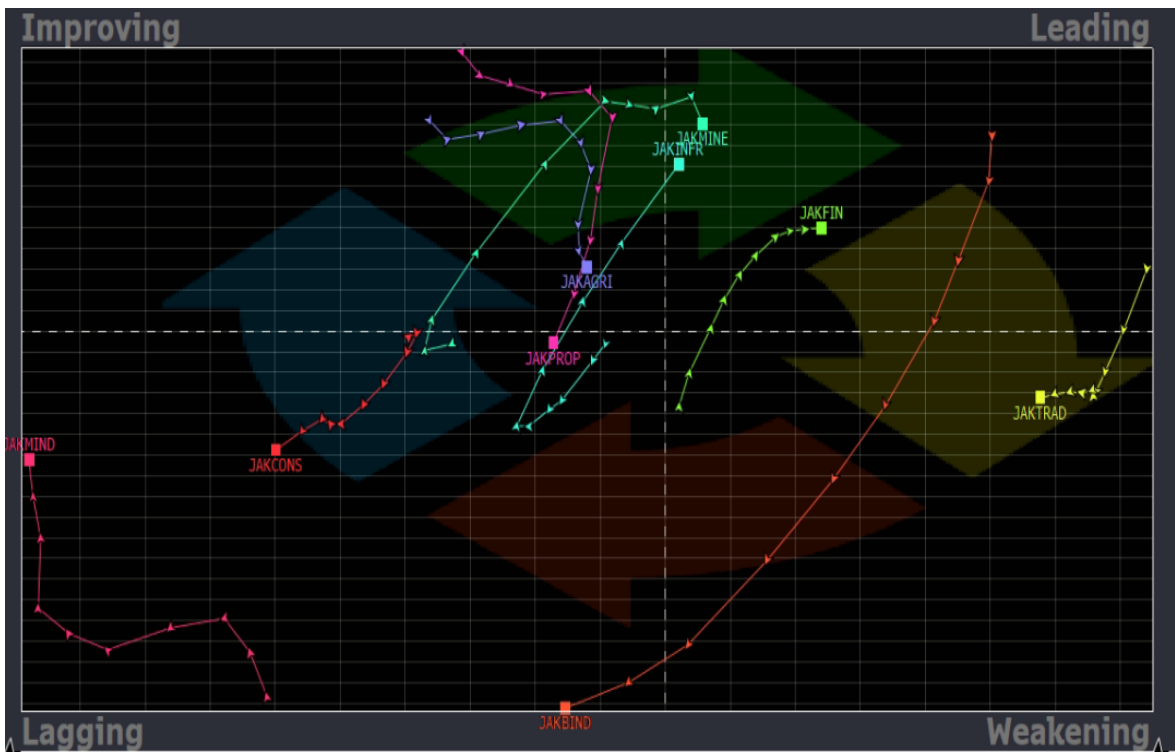 Improving
Leading
JAKMINE
JAKINFR
JAKFIN
JAKAGRI
JAKPROP
JAKTRAD
JAKMIND
JAKCONS
JAKBIND
Lagging
Weakening